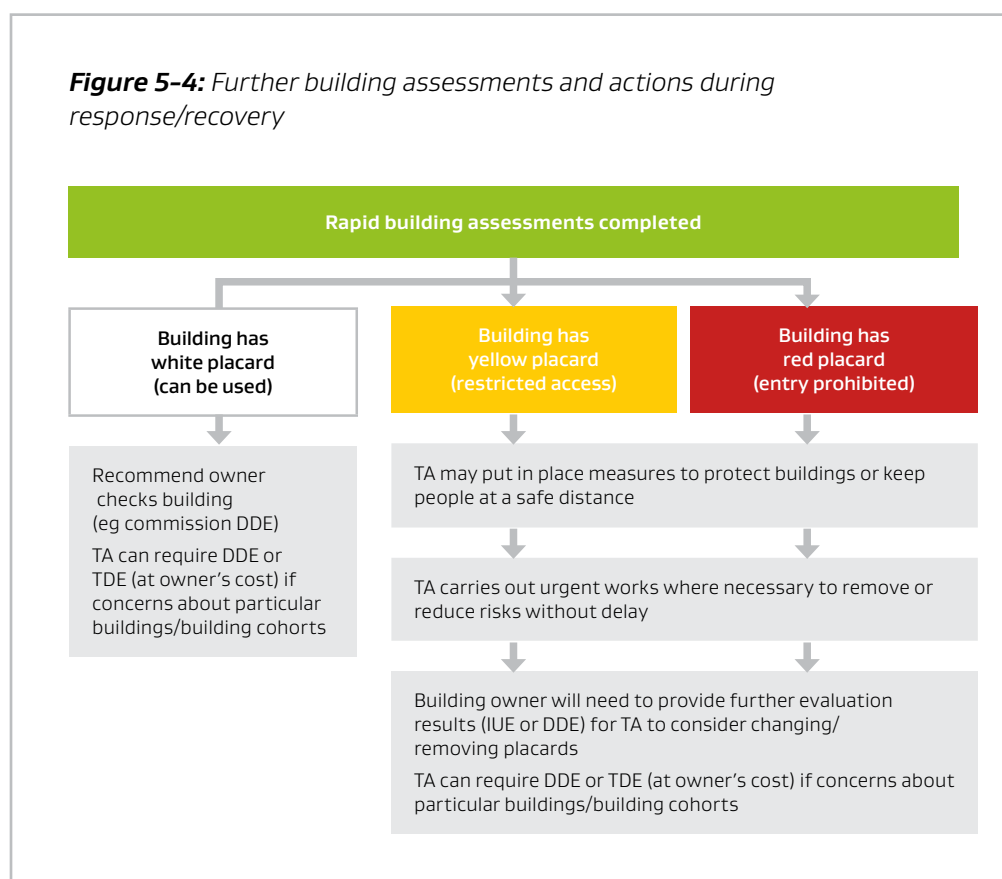 Figure 5-4: Further building assessments and actions during
response/recovery
Rapid building assessments completed
Building has
white placard
(can be used)
Building has
yellow placard
(restricted access)
Building has
red placard
(entry prohibited)
Recommend owner
checks building
(eg commission DDE)
TA can require DDE or
TDE (at owner’s cost) if
concerns about particular
buildings/building cohorts
TA may put in place measures to protect buildings or keep
people at a safe distance
TA carries out urgent works where necessary to remove or
reduce risks without delay
Building owner will need to provide further evaluation
results (IUE or DDE) for TA to consider changing/
removing placards
TA can require DDE or TDE (at owner’s cost) if concerns about
particular buildings/building cohorts